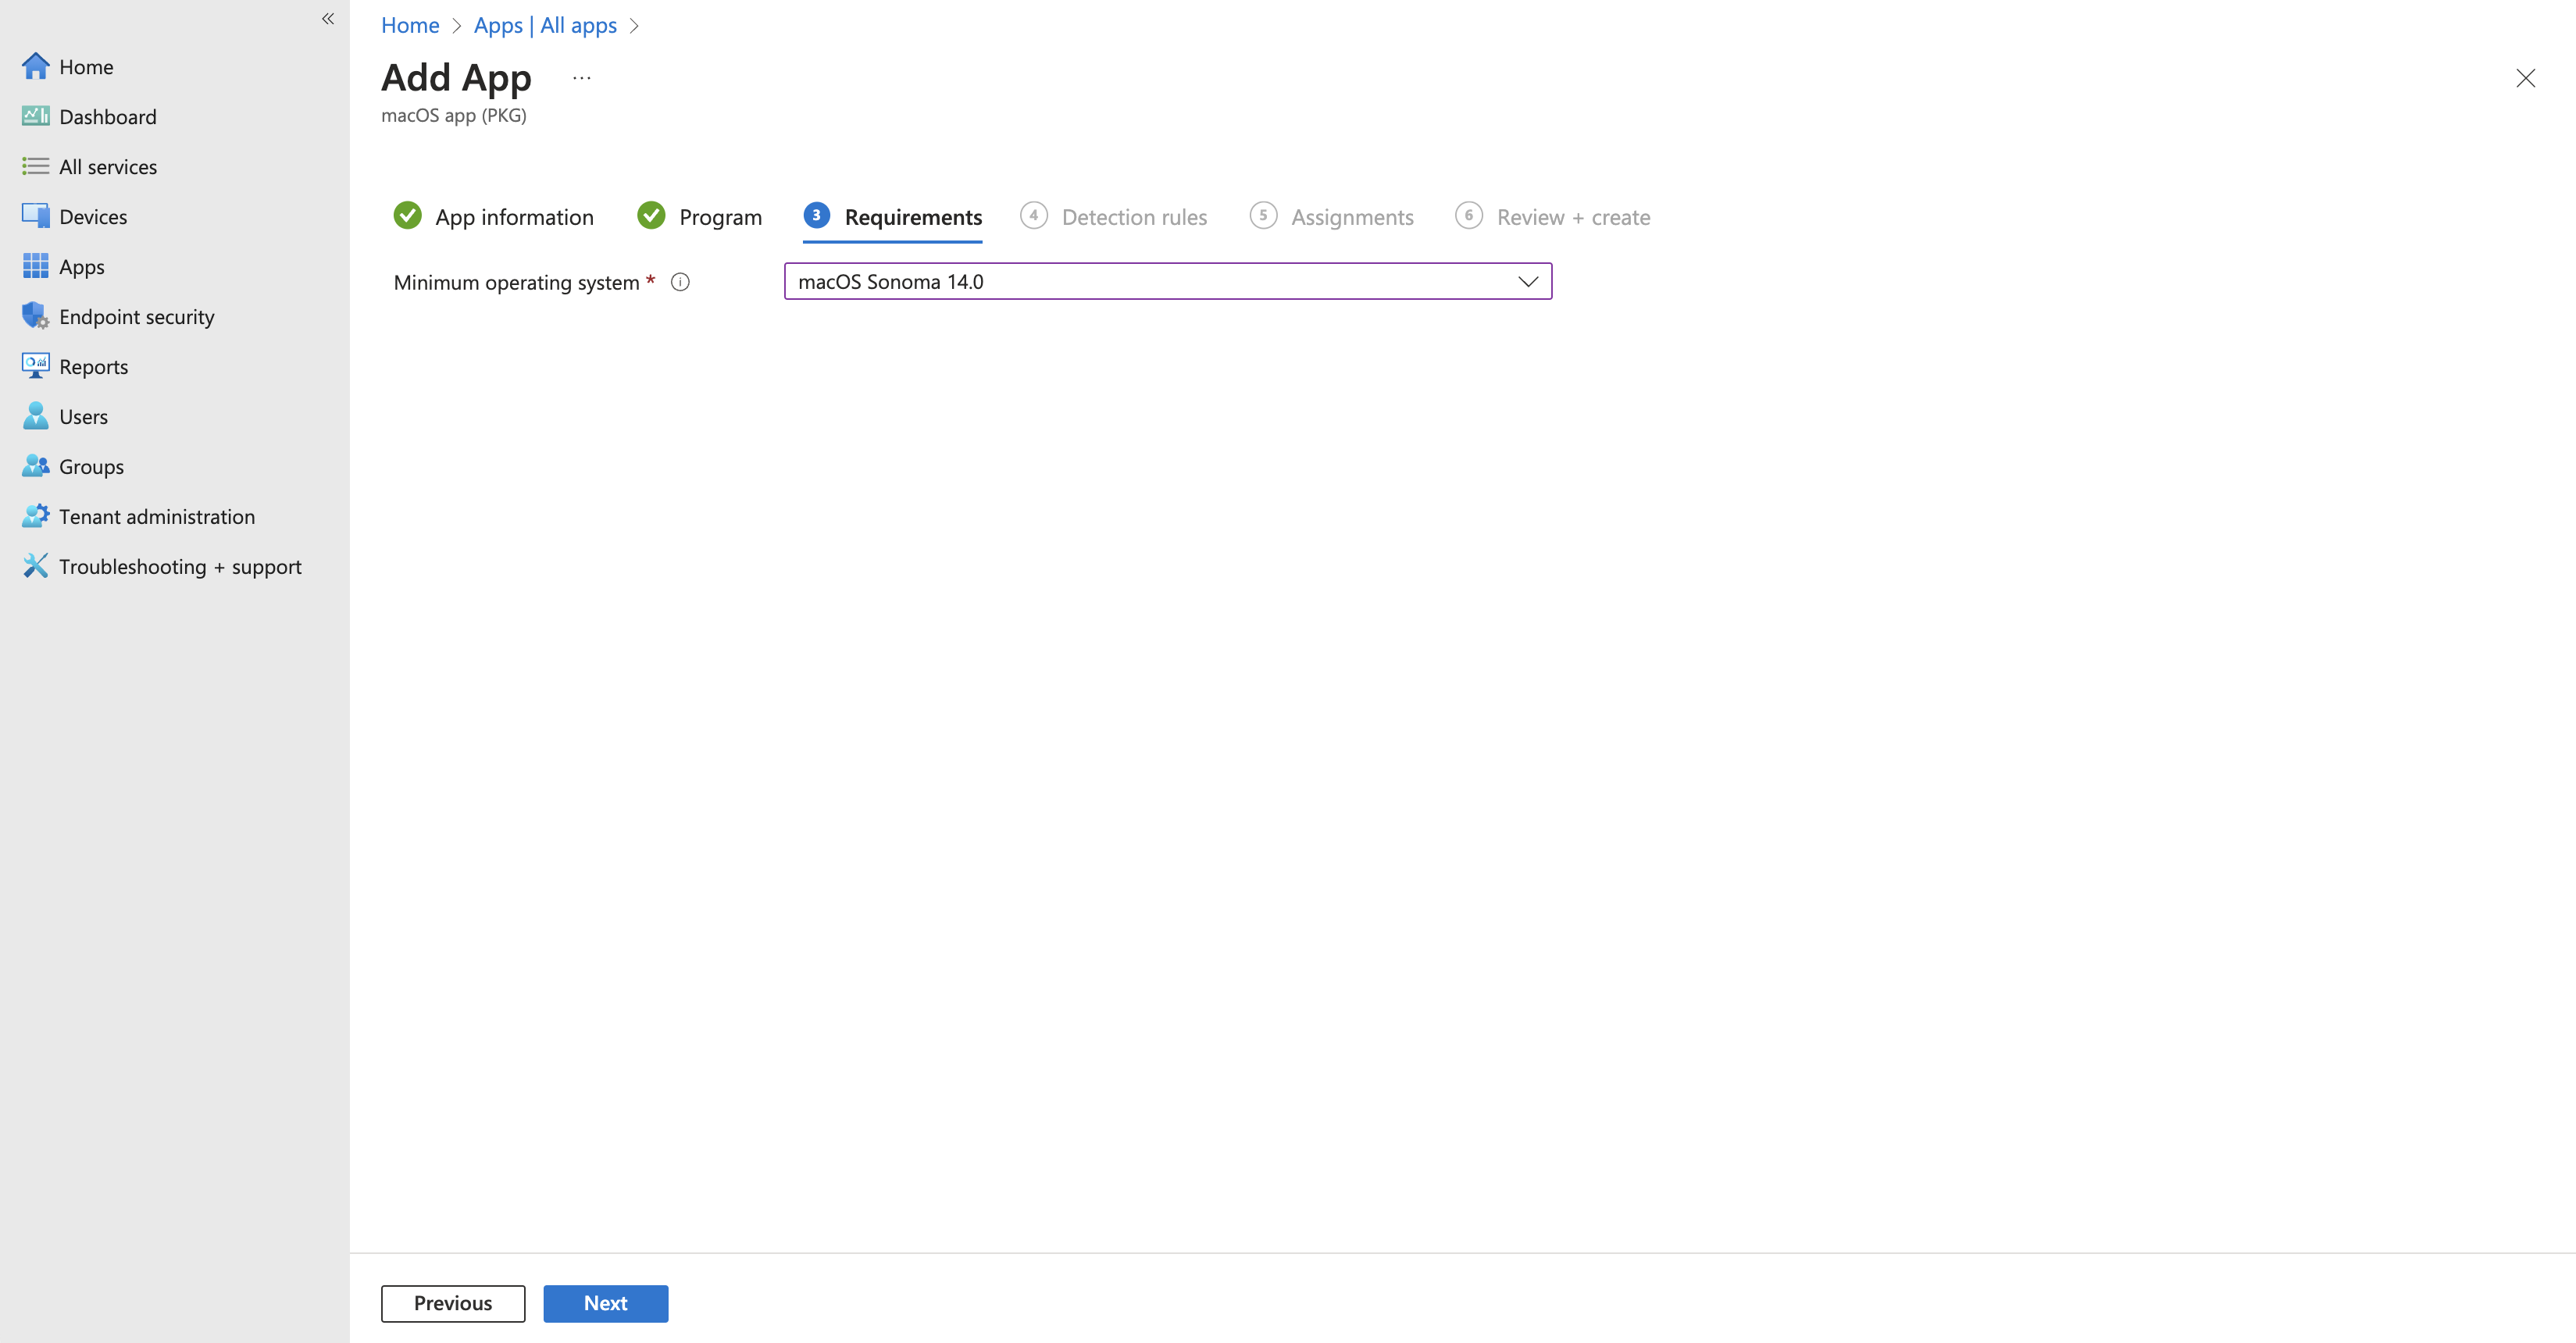 Home
Dashboard
All services
Devices
Apps
Endpoint security
Reports
Users
Groups
Tenant administration
Troubleshooting + support
Home > Apps | All apps >
Add App ...
macOS app (PKG)
App information Program 3 Requirements 4 Detection rules 5 Assignments 6 Review + create
Minimum operating system * macOS Sonoma 14.0
Previous Next